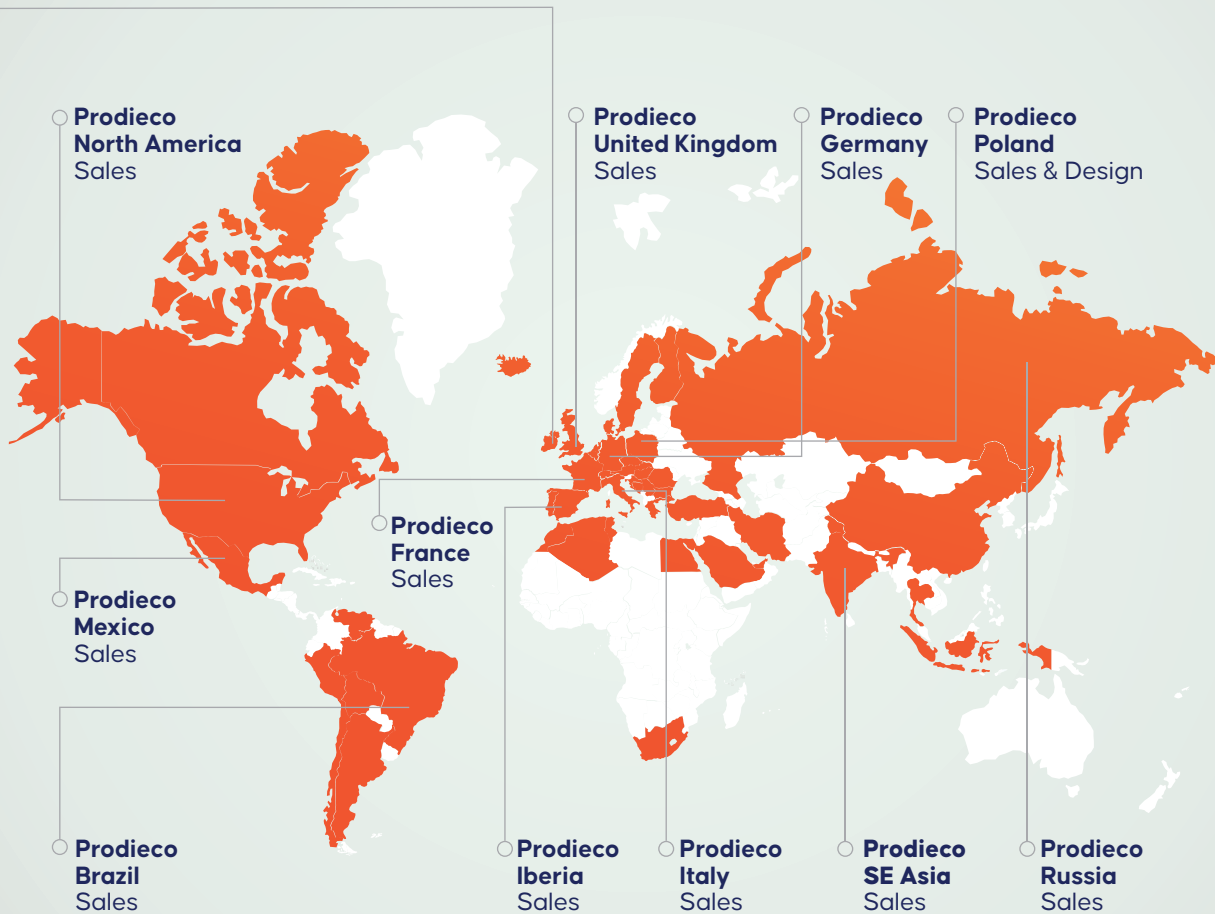 Prodieco
North America
Sales
Prodieco
United Kingdom
Sales
Prodieco
Germany
Sales
Prodieco
Poland
Sales & Design
Prodieco
France
Sales
Prodieco
Mexico
Sales
Prodieco
Brazil
Sales
Prodieco
Iberia
Sales
Prodieco
Italy
Sales
Prodieco
SE Asia
Sales
Prodieco
Russia
Sales